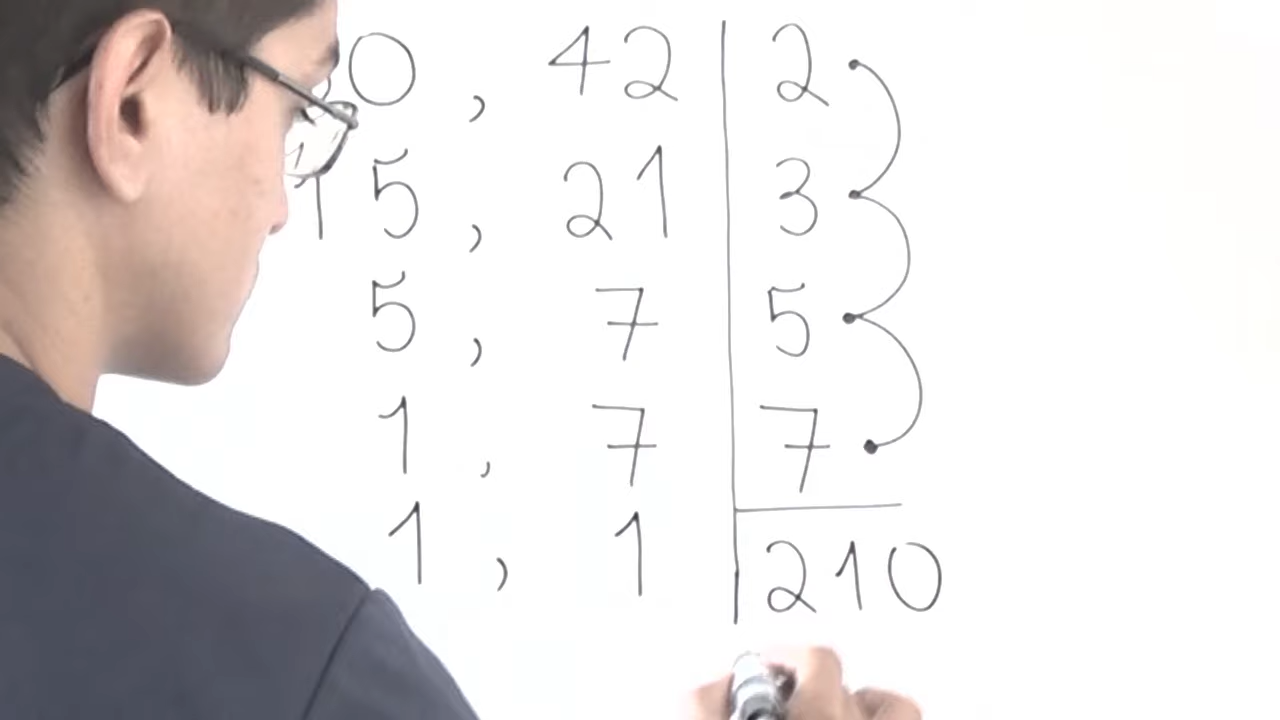 0 , 42 | 2
15 , 21 | 3
5 , 7 | 5
1 , 7 | 7
1 , 1 | 210